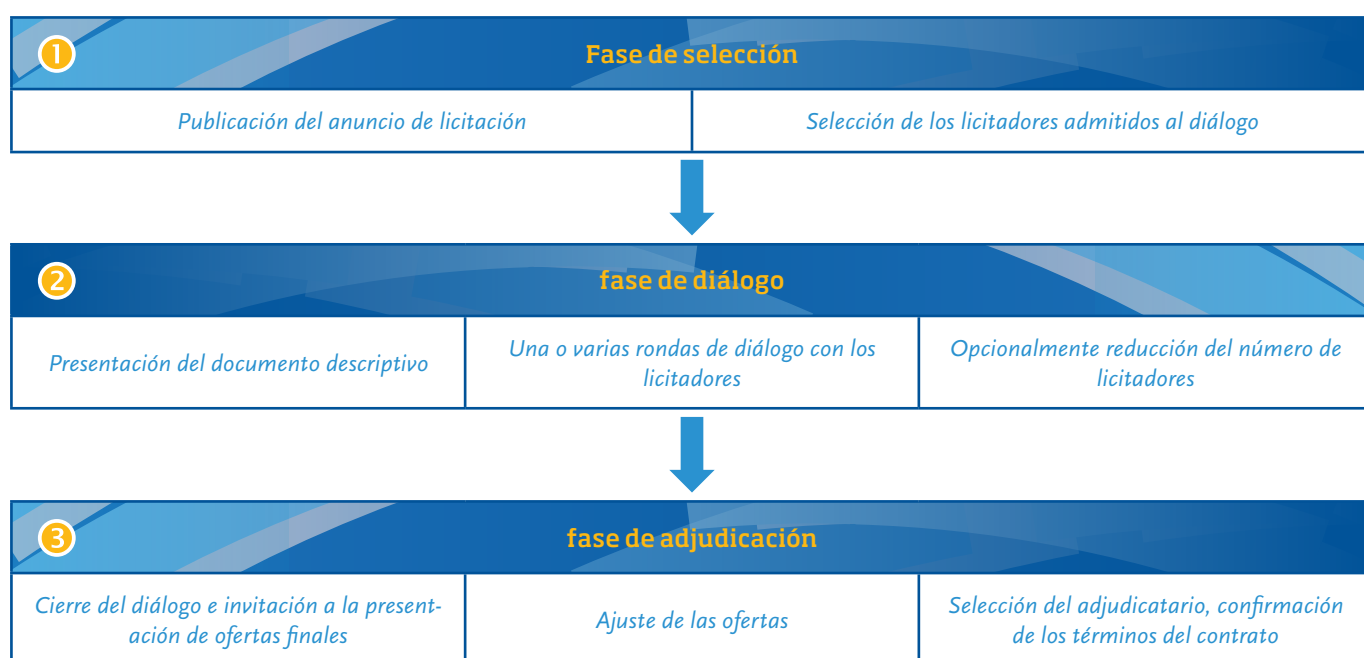 1
Fase de selección
Publicación del anuncio de licitación
Selección de los licitadores admitidos al diálogo
2
fase de diálogo
Presentación del documento descriptivo
Una o varias rondas de diálogo con los
licitadores
Opcionalmente reducción del número de
licitadores
3
fase de adjudicación
Cierre del diálogo e invitación a la present-
ación de ofertas finales
Ajuste de las ofertas
Selección del adjudicatario, confirmación
de los términos del contrato